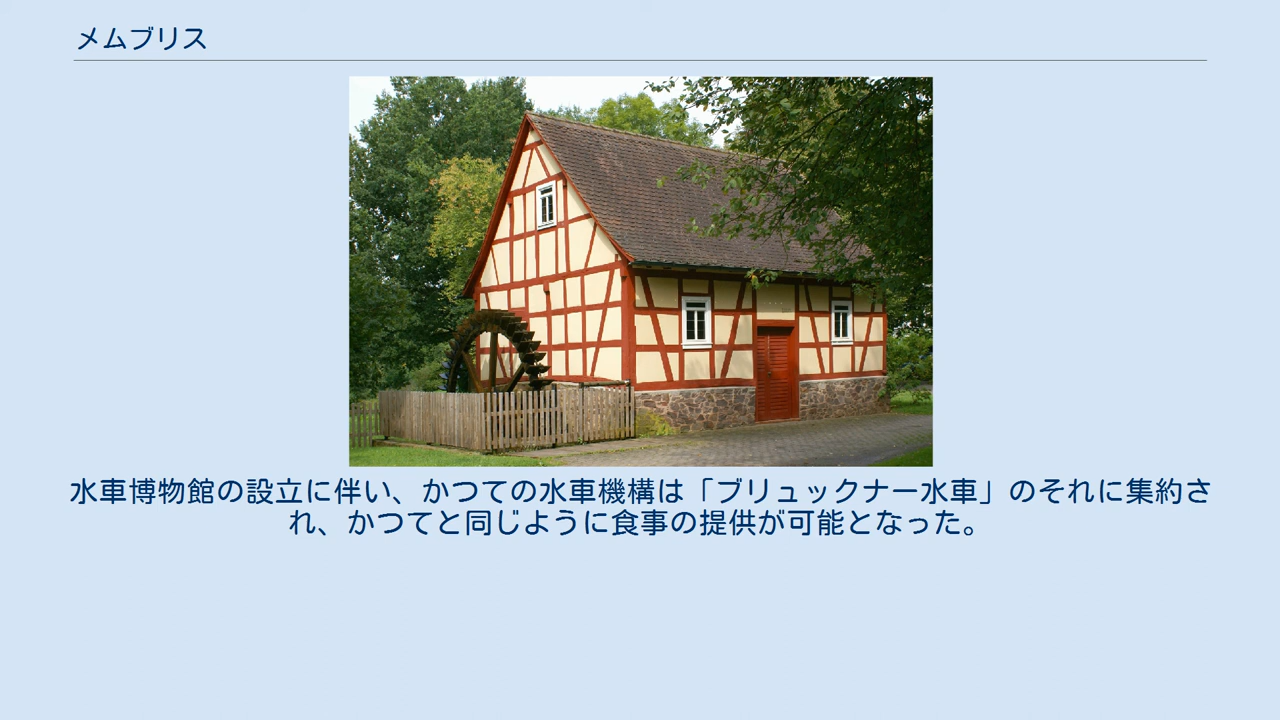 メムブリス
水車博物館の設立に伴い、かつての水車機構は「ブリュックナー水車」のそれに集約さ
れ、かつてと同じように食事の提供が可能となった。